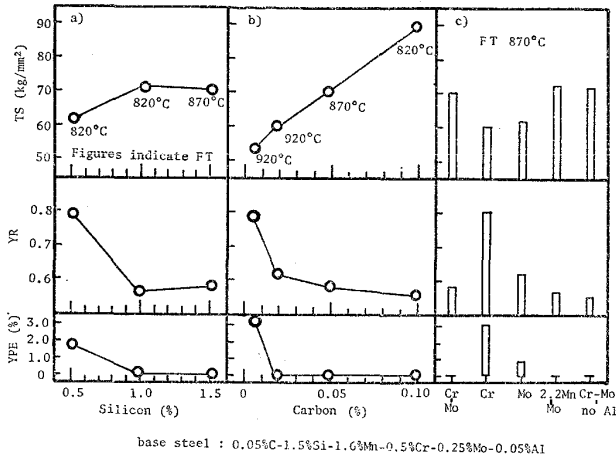 a)
b)
c)
TS (kg/mm²)
90
80
70
60
50
820°C
820°C
870°C
Figures indicate FT
820°C
870°C
920°C
920°C
FT 870°C
YR
0.8
0.7
0.6
YPE (%)
3.0
2.0
1.0
0
0.5 1.0 1.5
Silicon (%)
0 0.05 0.10
Carbon (%)
Cr Cr Mo 2.2Mn Cr-Mo
Mo Mo no Al
base steel : 0.05%C-1.5%Si-1.6%Mn-0.5%Cr-0.25%Mo-0.05%Al